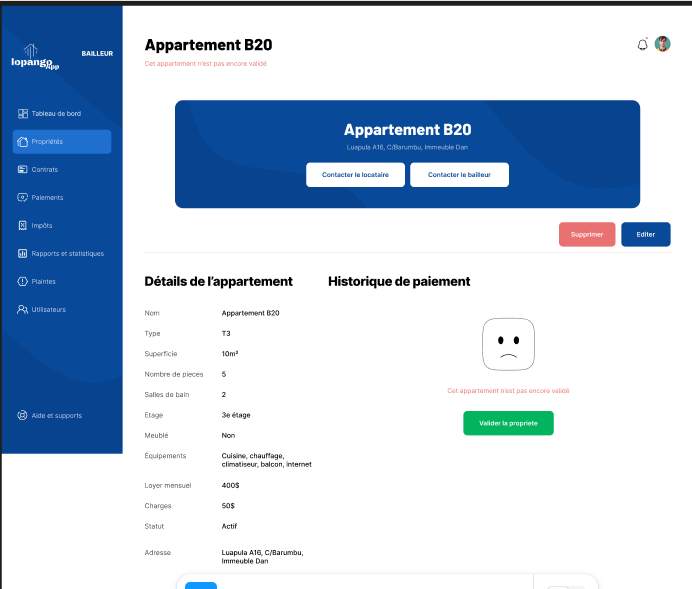 lopango
App
BAILLEUR
Tableau de bord
Propriétés
Contrats
Paiements
Impôts
Rapports et statistiques
Plaintes
Utilisateurs
Aide et supports
Appartement B20
Cet appartement n'est pas encore validé
Appartement B20
Luapula A16, C/Barumbu, Immeuble Dan
Contacter le locataire
Contacter le bailleur
Supprimer
Editer
Détails de l'appartement
Nom Appartement B20
Type T3
Superficie 10m²
Nombre de pieces 5
Salles de bain 2
Etage 3e étage
Meublé Non
Équipements Cuisine, chauffage,
climatiseur, balcon, internet
Loyer mensuel 400$
Charges 50$
Statut Actif
Adresse Luapula A16, C/Barumbu,
Immeuble Dan
Historique de paiement
Cet appartement n'est pas encore validé
Valider la propriete